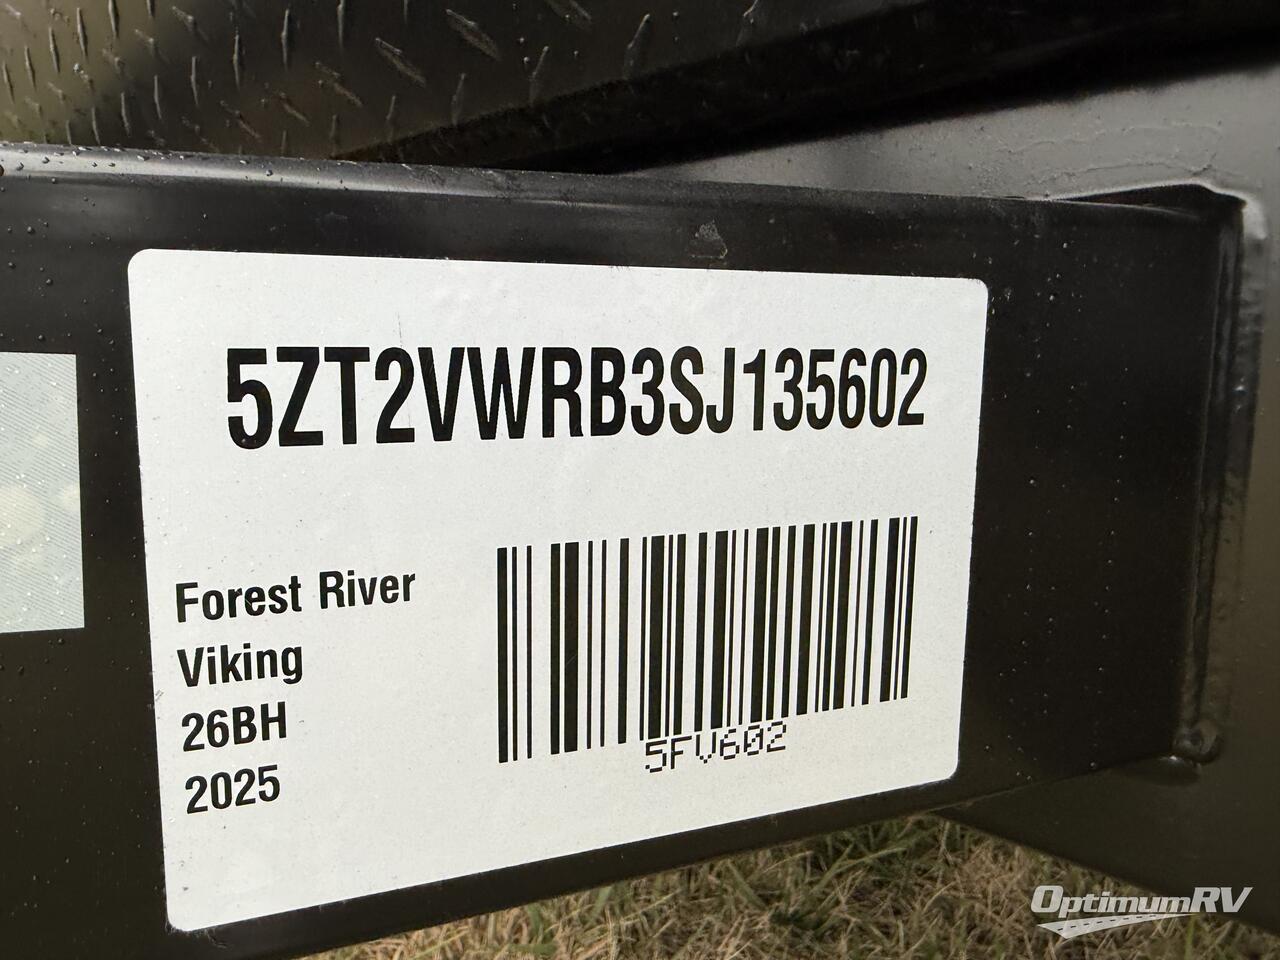 5ZT2VWRB3SJ135602
Forest River
Viking
26BH
2025
5FV602
OptimumRV